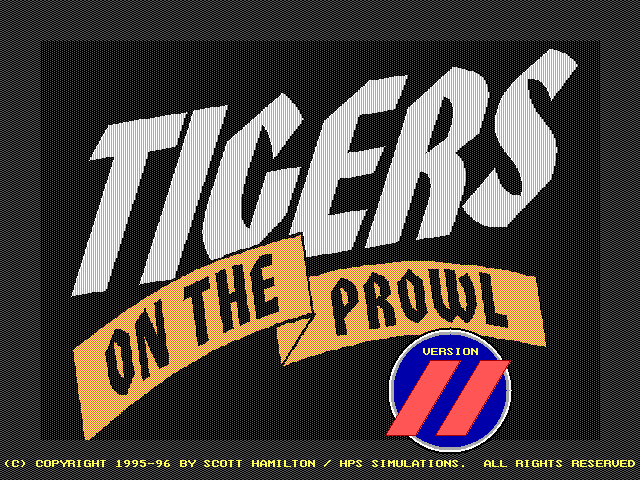 TIGERS
ON THE PROWL
VERSION
II
(C) COPYRIGHT 1995-96 BY SCOTT HAMILTON / HPS SIMULATIONS. ALL RIGHTS RESERVED